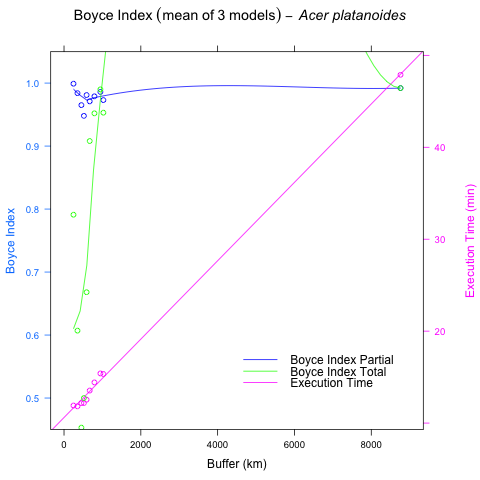 Boyce Index (mean of 3 models) – Acer platanoides
1.0
0.9
0.8
0.7
0.6
0.5
Boyce Index
40
30
20
Execution Time (min)
Boyce Index Partial
Boyce Index Total
Execution Time
0 2000 4000 6000 8000
Buffer (km)